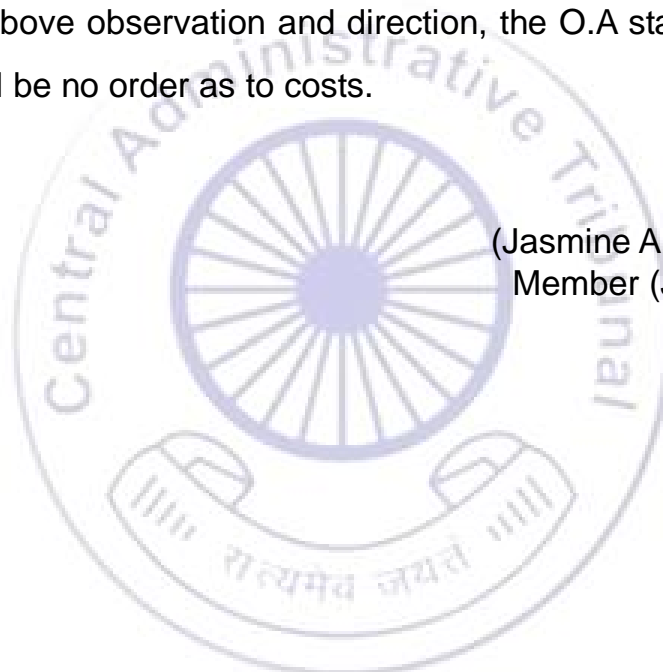 bove observation and direction, the O.A sta
l be no order as to costs.
(Jasmine A
Member (J
Central Administrative Tribunal
सत्यमेव जयते